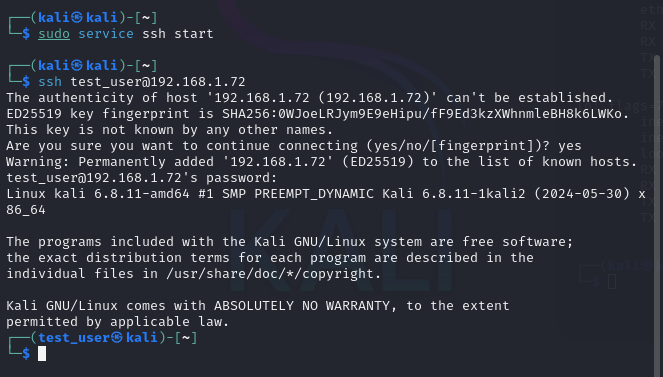 ┌──(kali㉿kali)-[~]
└─$ sudo service ssh start
┌──(kali㉿kali)-[~]
└─$ ssh test_user@192.168.1.72
The authenticity of host '192.168.1.72 (192.168.1.72)' can't be established.
ED25519 key fingerprint is SHA256:0WJoeLRJym9E9eHipu/fF9Ed3kzXWhnmleBH8k6LWKo.
This key is not known by any other names.
Are you sure you want to continue connecting (yes/no/[fingerprint])? yes
Warning: Permanently added '192.168.1.72' (ED25519) to the list of known hosts.
test_user@192.168.1.72's password:
Linux kali 6.8.11-amd64 #1 SMP PREEMPT_DYNAMIC Kali 6.8.11-1kali2 (2024-05-30) x
86_64
The programs included with the Kali GNU/Linux system are free software;
the exact distribution terms for each program are described in the
individual files in /usr/share/doc/*/copyright.
Kali GNU/Linux comes with ABSOLUTELY NO WARRANTY, to the extent
permitted by applicable law.
┌──(test_user㉿kali)-[~]
└─$
KALI